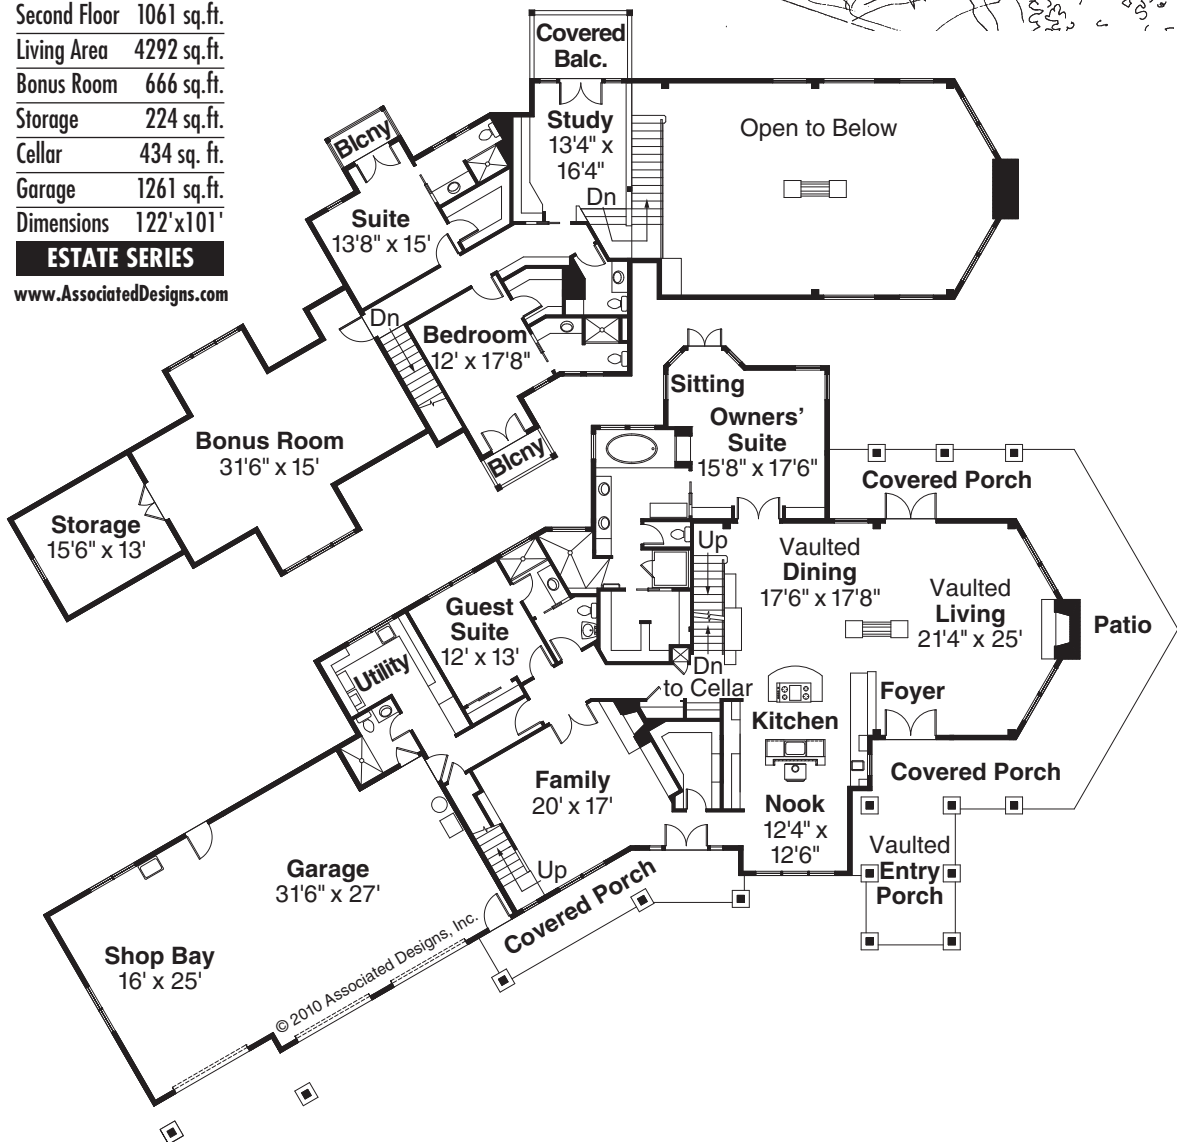 Second Floor 1061 sq.ft.
Living Area 4292 sq.ft.
Bonus Room 666 sq.ft.
Storage 224 sq.ft.
Cellar 434 sq. ft.
Garage 1261 sq.ft.
Dimensions 122'x101'
ESTATE SERIES
www.AssociatedDesigns.com
Covered
Balc.
Study
13'4" x
16'4"
Dn
Open to Below
Blcny
Suite
13'8" x 15'
Dn
Bedroom
12' x 17'8"
Blcny
Bonus Room
31'6" x 15'
Storage
15'6" x 13'
Sitting
Owners'
Suite
15'8" x 17'6"
Covered Porch
Up
Vaulted
Dining
17'6" x 17'8"
Vaulted
Living
21'4" x 25'
Patio
Guest
Suite
12' x 13'
Utility
Dn
to Cellar
Foyer
Kitchen
Covered Porch
Family
20' x 17'
Nook
12'4" x
12'6"
Vaulted
Entry
Porch
Up
Covered Porch
Garage
31'6" x 27'
Shop Bay
16' x 25'
© 2010 Associated Designs, Inc.